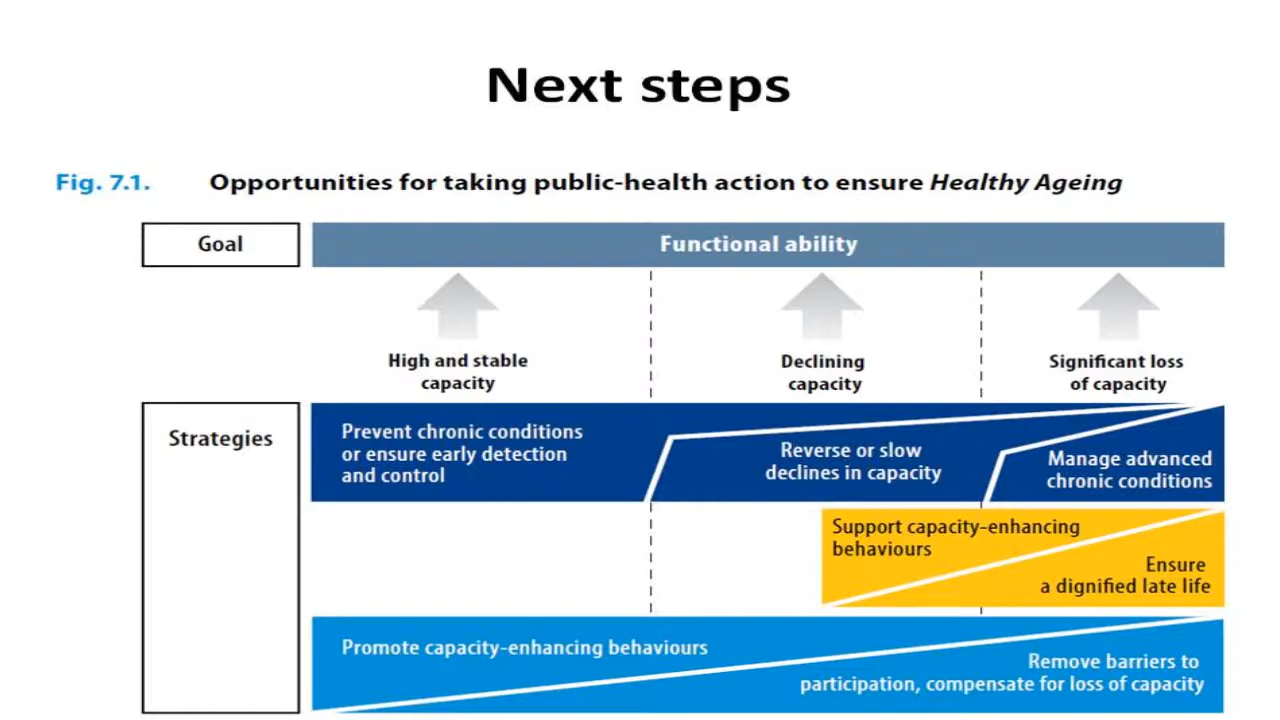 Next steps
Fig. 7.1. Opportunities for taking public-health action to ensure Healthy Ageing
Goal
Functional ability
High and stable
capacity
Declining
capacity
Significant loss
of capacity
Strategies
Prevent chronic conditions
or ensure early detection
and control
Reverse or slow
declines in capacity
Manage advanced
chronic conditions
Support capacity-enhancing
behaviours
Ensure
a dignified late life
Promote capacity-enhancing behaviours
Remove barriers to
participation, compensate for loss of capacity